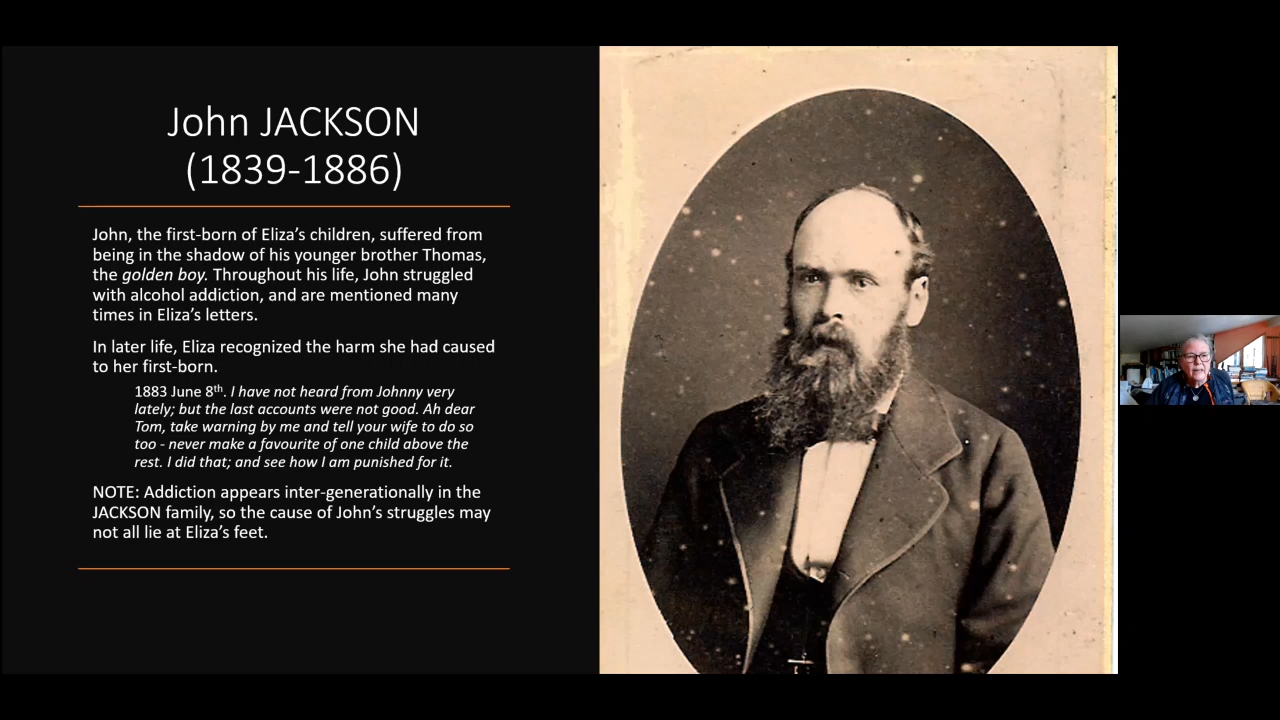 John JACKSON
(1839-1886)
John, the first-born of Eliza’s children, suffered from
being in the shadow of his younger brother Thomas,
the golden boy. Throughout his life, John struggled
with alcohol addiction, and are mentioned many
times in Eliza’s letters.
In later life, Eliza recognized the harm she had caused
to her first-born.
1883 June 8th. I have not heard from Johnny very
lately; but the last accounts were not good. Ah dear
Tom, take warning by me and tell your wife to do so
too - never make a favourite of one child above the
rest. I did that; and see how I am punished for it.
NOTE: Addiction appears inter-generationally in the
JACKSON family, so the cause of John’s struggles may
not all lie at Eliza’s feet.